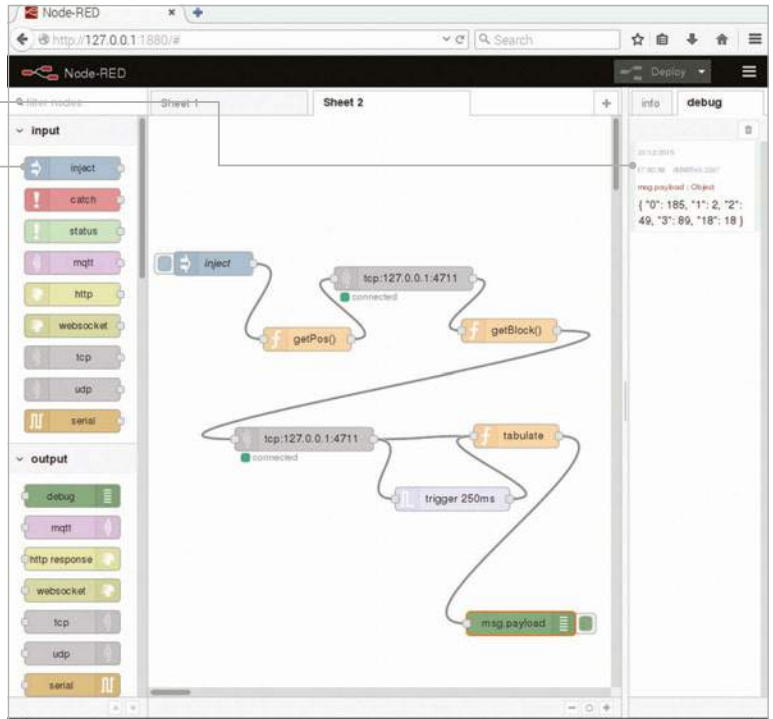 Node-RED
http://127.0.0.1:1880/#
Search
Node-RED
Deploy
filter nodes
Sheet 1
Sheet 2
info
debug
input
inject
catch
status
mqtt
http
websocket
tcp
udp
serial
output
debug
mqtt
http response
websocket
tcp
udp
serial
inject
getPos()
tcp:127.0.0.1:4711
connected
getBlock()
tcp:127.0.0.1:4711
connected
tabulate
trigger 250ms
msg.payload
msg.payload : Object
{ "0": 185, "1": 2, "2":
49, "3": 89, "18": 18 }